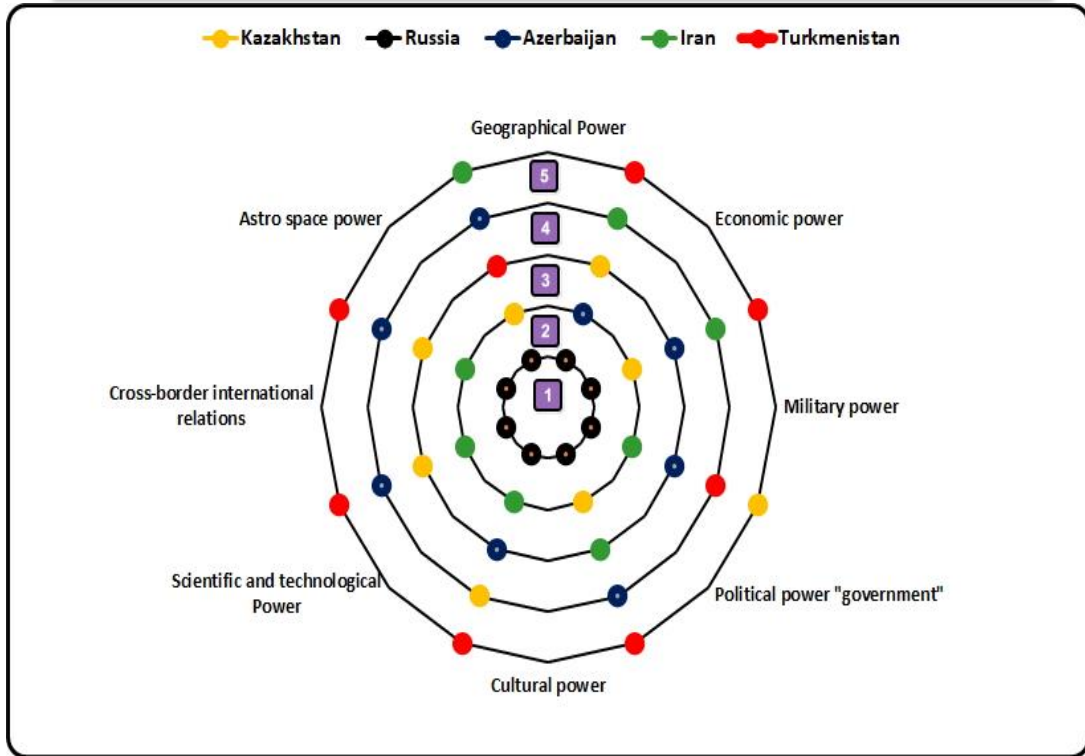 Kazakhstan Russia Azerbaijan Iran Turkmenistan
Geographical Power
5
Astro space power
4
Economic power
3
2
1
Cross-border international
relations
Military power
Scientific and technological
Power
Political power "government"
Cultural power